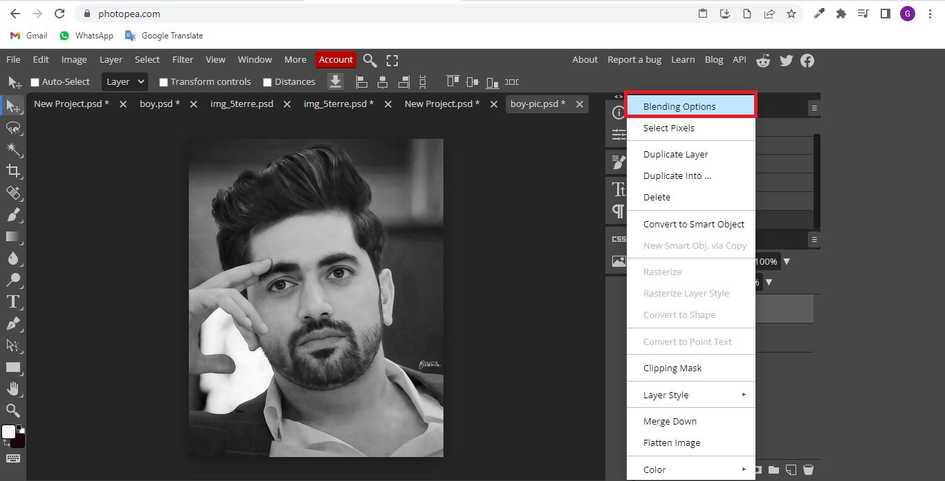 photopea.com
G
Gmail WhatsApp Google Translate
File Edit Image Layer Select Filter View Window More Account About Report a bug Learn Blog API
Auto-Select Layer Transform controls Distances
New Project.psd * boy.psd * img_5terre.psd img_5terre.psd * New Project.psd * boy-pic.psd *
Blending Options
Select Pixels
Duplicate Layer
Duplicate Into ...
Delete
CSS
Convert to Smart Object
New Smart Obj. via Copy
100%
Rasterize
%
Rasterize Layer Style
Convert to Shape
Convert to Point Text
Clipping Mask
Layer Style
Merge Down
Flatten Image
Color